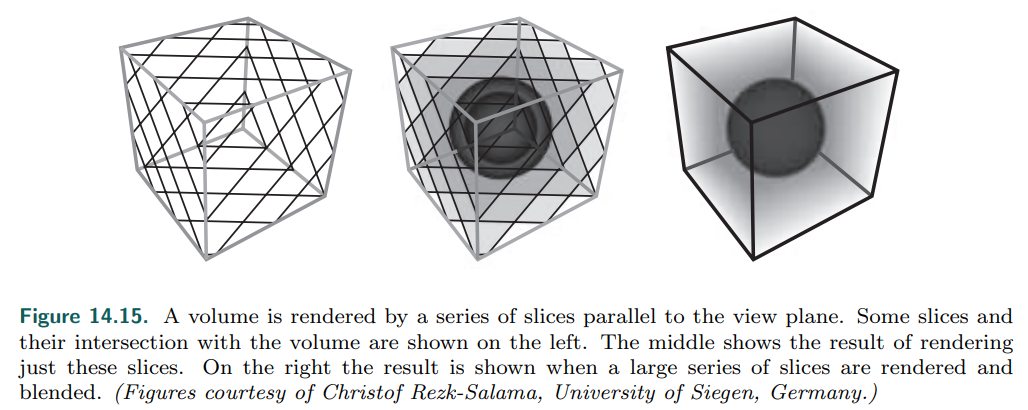 Figure 14.15. A volume is rendered by a series of slices parallel to the view plane. Some slices and
their intersection with the volume are shown on the left. The middle shows the result of rendering
just these slices. On the right the result is shown when a large series of slices are rendered and
blended. (Figures courtesy of Christof Rezk-Salama, University of Siegen, Germany.)